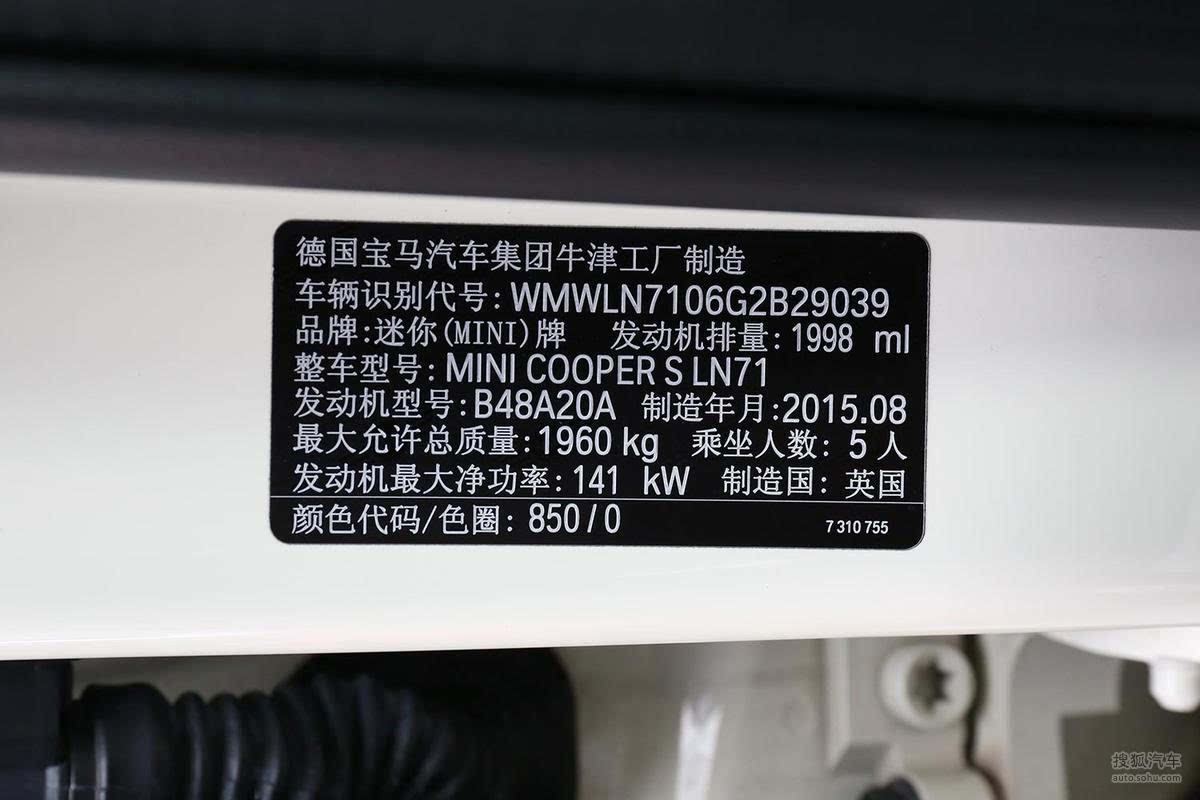 德国宝马汽车集团牛津工厂制造
车辆识别代号: WMWLN7106G2B29039
品牌:迷你(MINI)牌 发动机排量: 1998 ml
整车型号: MINI COOPER S LN71
发动机型号: B48A20A 制造年月: 2015.08
最大允许总质量: 1960 kg 乘坐人数: 5 人
发动机最大净功率: 141 kW 制造国: 英国
颜色代码/色圈: 850 / 0 7 310 755
搜狐汽车
auto.sohu.com